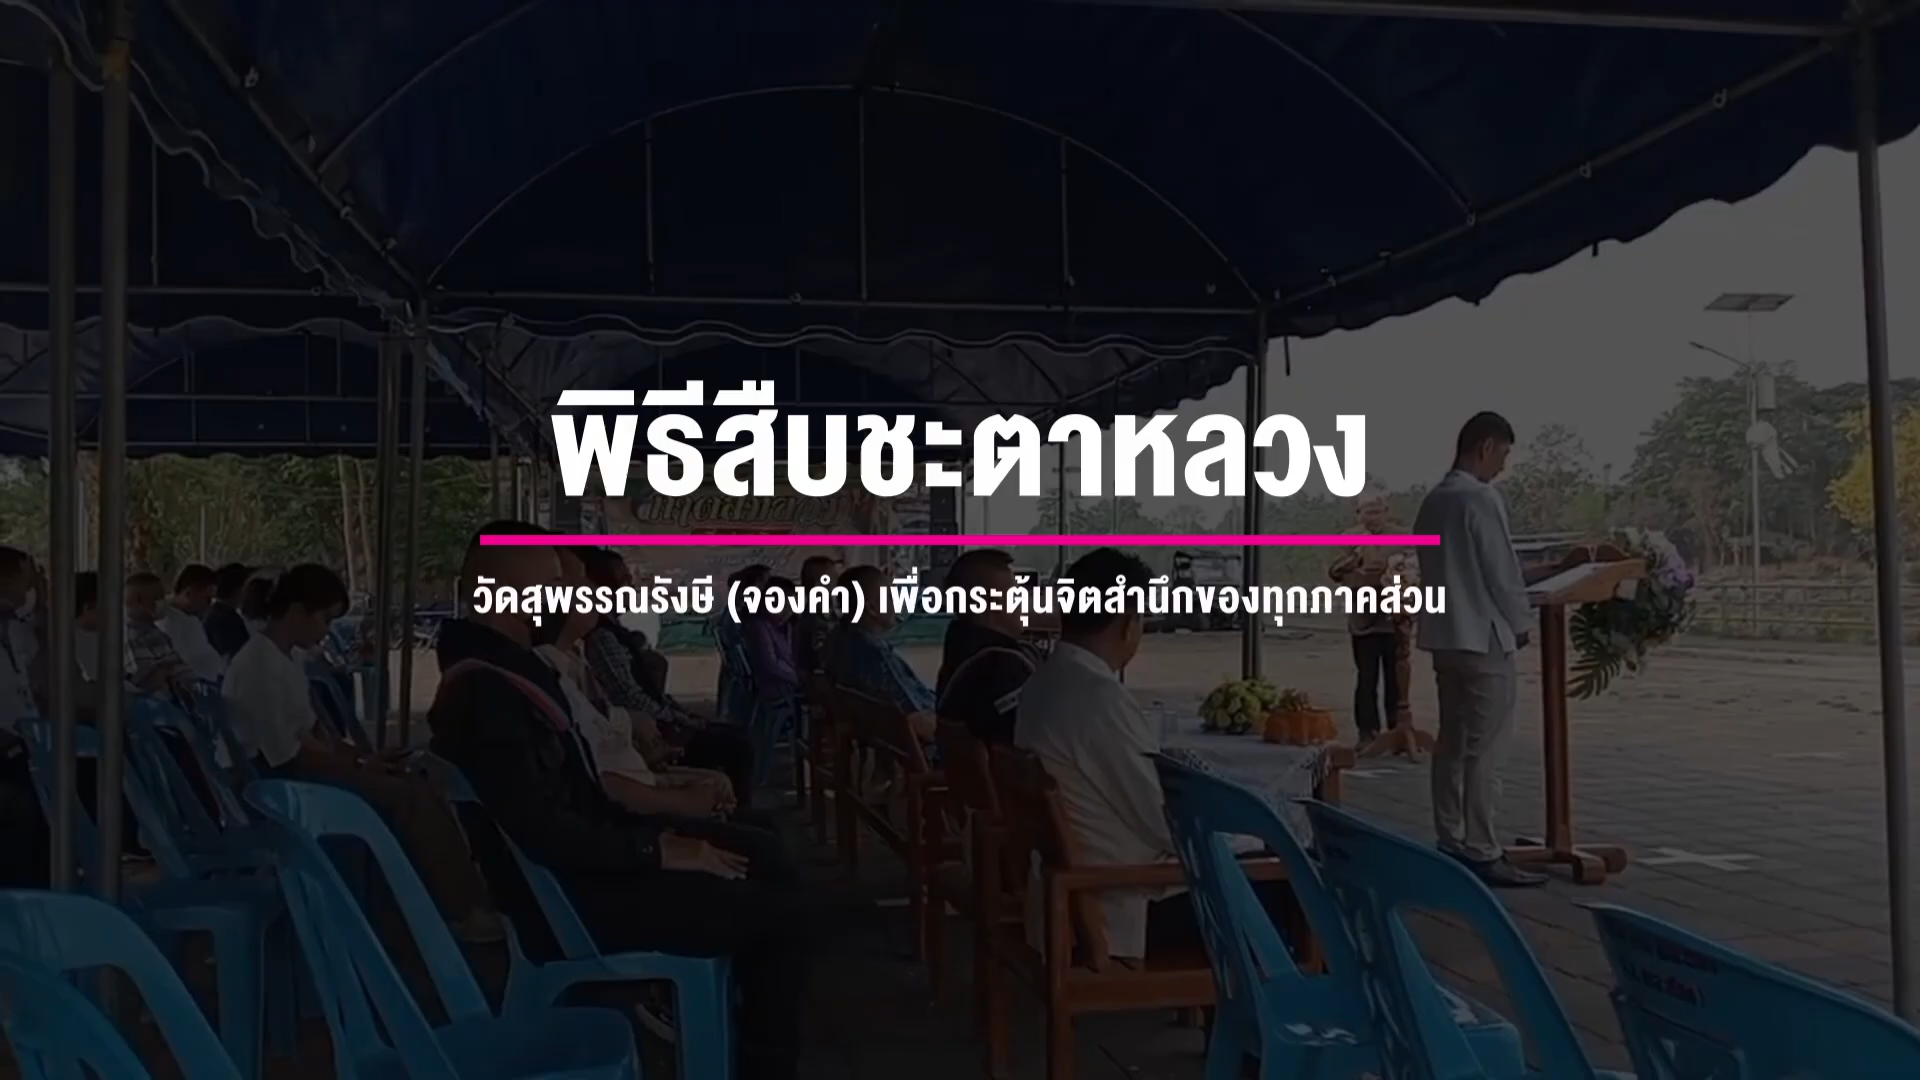 พิธีสืบชะตาหลวง
วัดสุพรรณรังษี (จองคำ) เพื่อกระตุ้นจิตสำนึกของทุกภาคส่วน